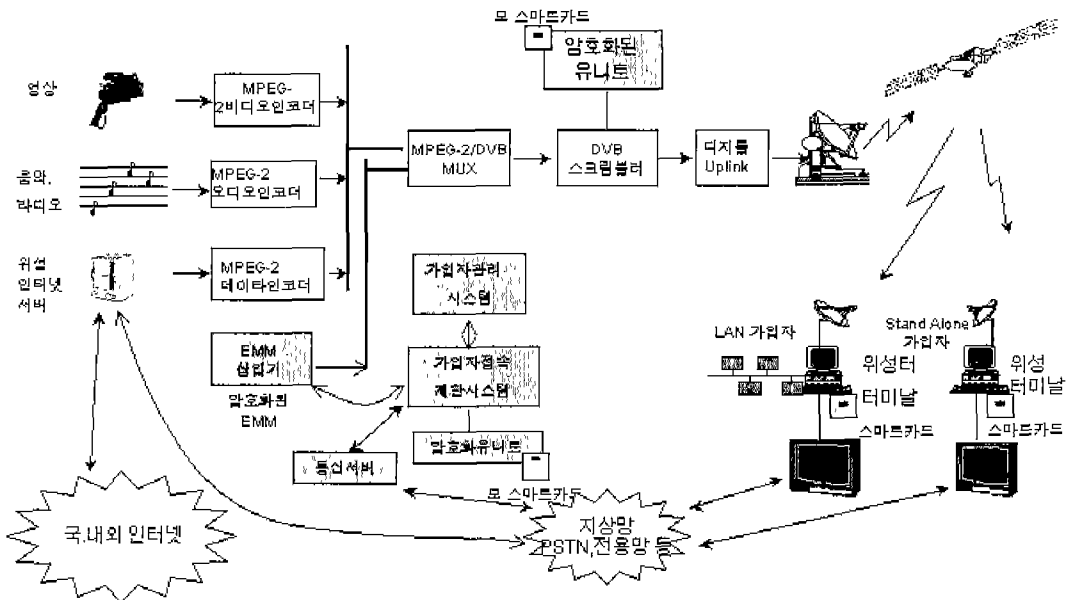 모 스마트카드
암호화된
유니트
영상
MPEG-
2비디오인코더
MPEG-2/DVB
MUX
DVB
스크램블러
디지틀
Uplink
음악,
라디오
MPEG-2
오디오인코더
위성
인터넷
서버
MPEG-2
데이타인코더
가입자관리
시스템
EMM
삽입기
암호화된
EMM
가입자접속
제한시스템
암호화유니트
모 스마트카드
통신서버
LAN 가입자
위성터
터미날
스마트카드
Stand Alone
가입자
위성
터미날
스마트카드
국.내외 인터넷
지상망
PSTN,전용망 등